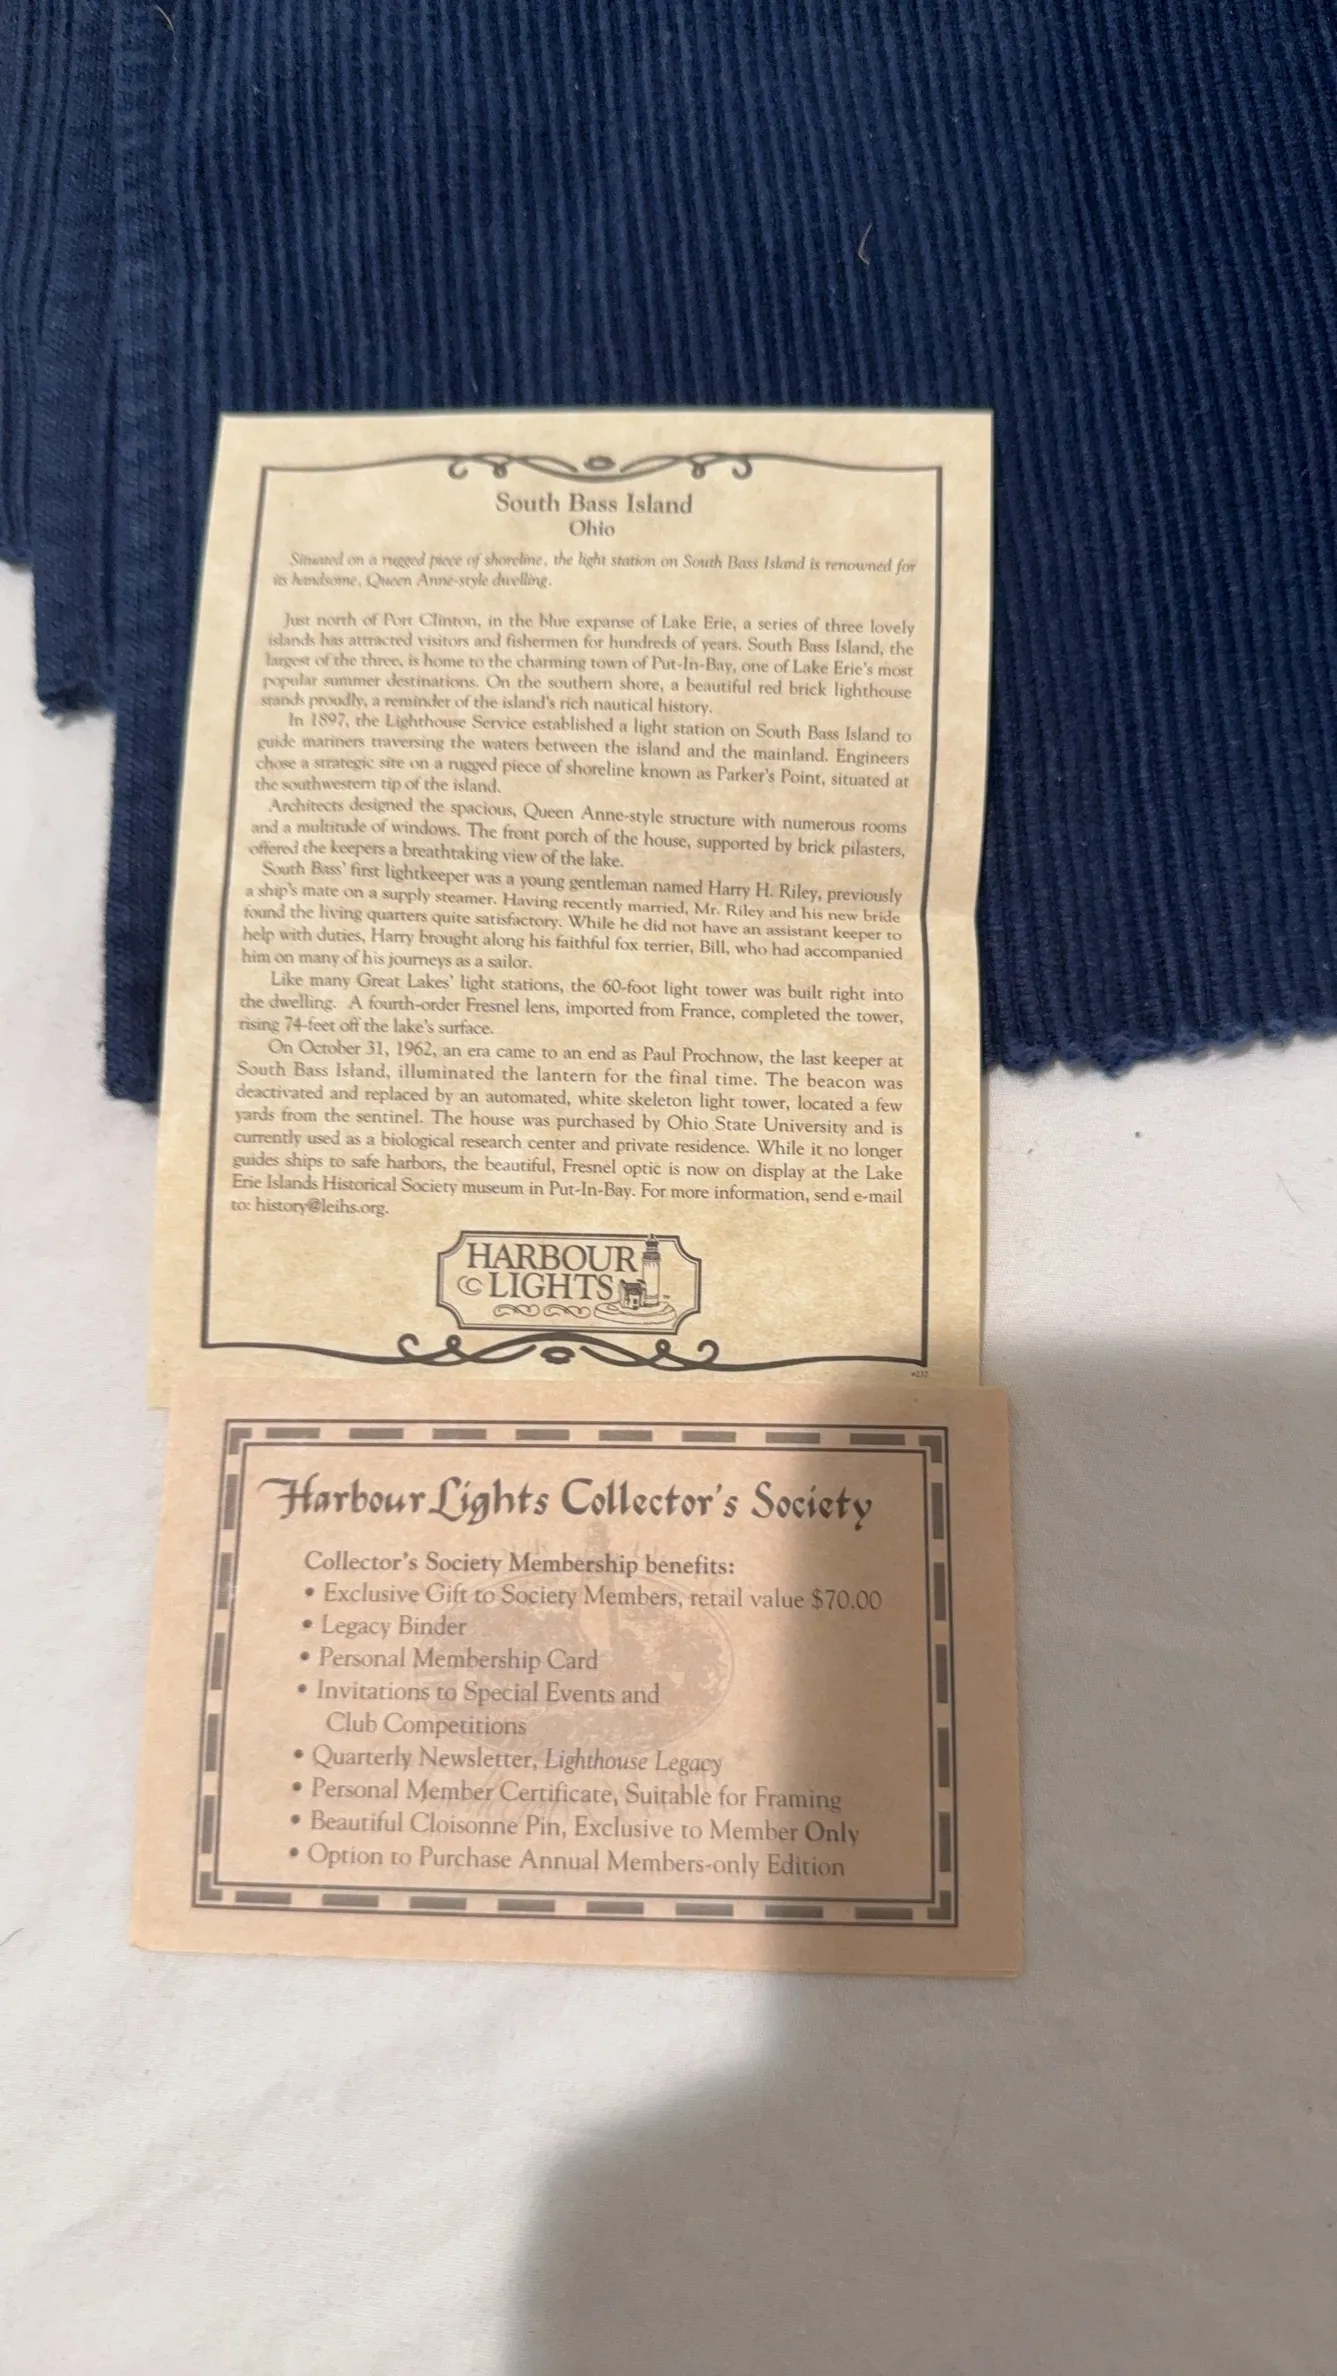 South Bass Island
Ohio
Situated on a rugged piece of shoreline, the light station on South Bass Island is renowned for
its handsome, Queen Anne-style dwelling.
Just north of Port Clinton, in the blue expanse of Lake Erie, a series of three lovely
islands has attracted visitors and fishermen for hundreds of years. South Bass Island, the
largest of the three, is home to the charming town of Put-In-Bay, one of Lake Erie's most
popular summer destinations. On the southern shore, a beautiful red brick lighthouse
stands proudly, a reminder of the island's rich nautical history.
In 1897, the Lighthouse Service established a light station on South Bass Island to
guide mariners traversing the waters between the island and the mainland. Engineers
chose a strategic site on a rugged piece of shoreline known as Parker's Point, situated at
the southwestern tip of the island.
Architects designed the spacious, Queen Anne-style structure with numerous rooms
and a multitude of windows. The front porch of the house, supported by brick pilasters,
offered the keepers a breathtaking view of the lake.
South Bass' first lightkeeper was a young gentleman named Harry H. Riley, previously
a ship's mate on a supply steamer. Having recently married, Mr. Riley and his new bride
found the living quarters quite satisfactory. While he did not have an assistant keeper to
help with duties, Harry brought along his faithful fox terrier, Bill, who had accompanied
him on many of his journeys as a sailor.
Like many Great Lakes' light stations, the 60-foot light tower was built right into
the dwelling. A fourth-order Fresnel lens, imported from France, completed the tower,
rising 74-feet off the lake's surface.
On October 31, 1962, an era came to an end as Paul Prochnow, the last keeper at
South Bass Island, illuminated the lantern for the final time. The beacon was
deactivated and replaced by an automated, white skeleton light tower, located a few
yards from the sentinel. The house was purchased by Ohio State University and is
currently used as a biological research center and private residence. While it no longer
guides ships to safe harbors, the beautiful, Fresnel optic is now on display at the Lake
Erie Islands Historical Society museum in Put-In-Bay. For more information, send e-mail
to: history@leihs.org.
HARBOUR
LIGHTS
Harbour Lights Collector's Society
Collector's Society Membership benefits:
• Exclusive Gift to Society Members, retail value $70.00
• Legacy Binder
• Personal Membership Card
• Invitations to Special Events and
Club Competitions
• Quarterly Newsletter, Lighthouse Legacy
• Personal Member Certificate, Suitable for Framing
• Beautiful Cloisonne Pin, Exclusive to Member Only
• Option to Purchase Annual Members-only Edition